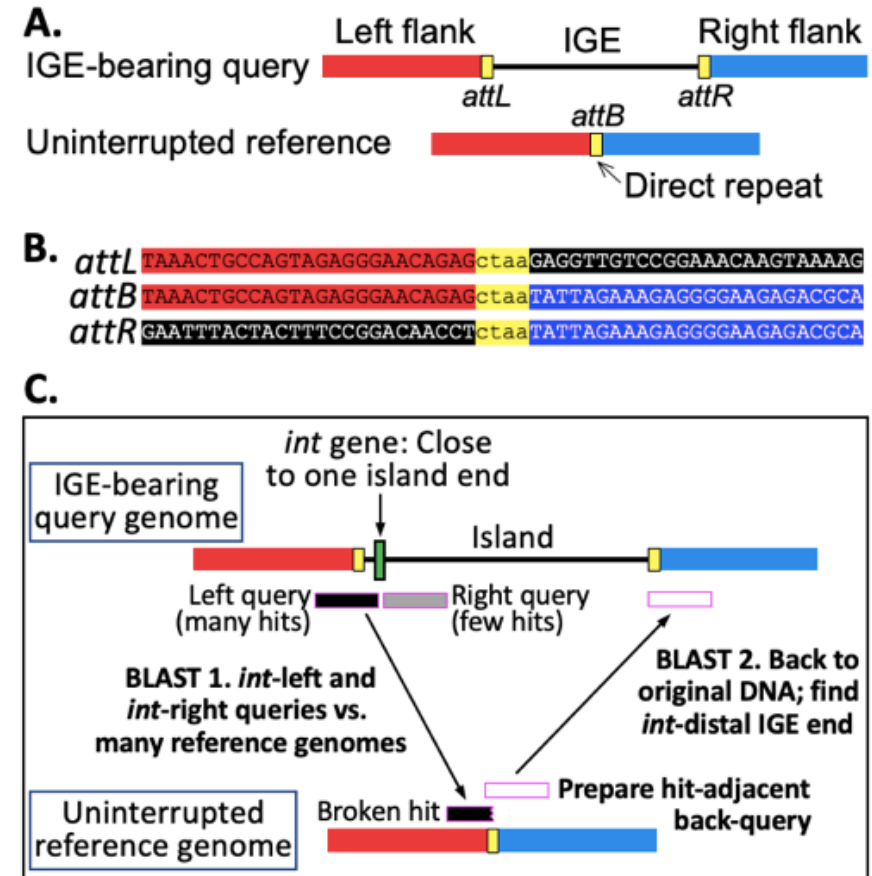 A.
Left flank IGE Right flank
IGE-bearing query
attL attR
attB
Uninterrupted reference
Direct repeat
B.
attL TAAACTGCCAGTAGAGGGAACAGAGctaaGAGGTTGTCCGGAAACAAGTAAAAG
attB TAAACTGCCAGTAGAGGGAACAGAGctaaTATTAGAAAGAGGGGAAGAGACGCA
attR GAATTTACTACTTTCCGGACAACCTctaaTATTAGAAAGAGGGGAAGAGACGCA
C.
int gene: Close
to one island end
IGE-bearing
query genome
Island
Left query
(many hits)
Right query
(few hits)
BLAST 1. int-left and
int-right queries vs.
many reference genomes
BLAST 2. Back to
original DNA; find
int-distal IGE end
Prepare hit-adjacent
back-query
Broken hit
Uninterrupted
reference genome